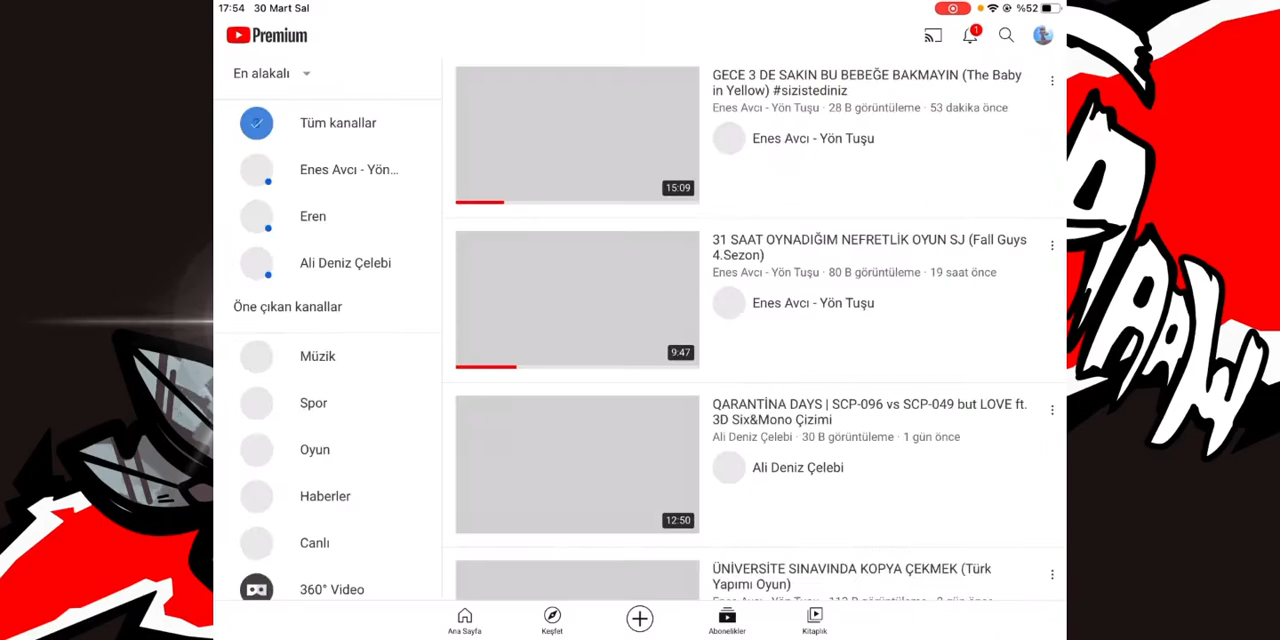 17:54 30 Mart Sal
%52
Premium
1
En alakalı
Tüm kanallar
Enes Avcı - Yön...
Eren
Ali Deniz Çelebi
Öne çıkan kanallar
Müzik
Spor
Oyun
Haberler
Canlı
360° Video
GECE 3 DE SAKIN BU BEBEĞE BAKMAYIN (The Baby
in Yellow) #sizistediniz
Enes Avcı - Yön Tuşu · 28 B görüntüleme · 53 dakika önce
Enes Avcı - Yön Tuşu
15:09
31 SAAT OYNADIĞIM NEFRETLİK OYUN SJ (Fall Guys
4.Sezon)
Enes Avcı - Yön Tuşu · 80 B görüntüleme · 19 saat önce
Enes Avcı - Yön Tuşu
9:47
QARANTİNA DAYS | SCP-096 vs SCP-049 but LOVE ft.
3D Six&Mono Çizimi
Ali Deniz Çelebi · 30 B görüntüleme · 1 gün önce
Ali Deniz Çelebi
12:50
ÜNİVERSİTE SINAVINDA KOPYA ÇEKMEK (Türk
Yapımı Oyun)
Ana Sayfa
Keşfet
Abonelikler
Kitaplık